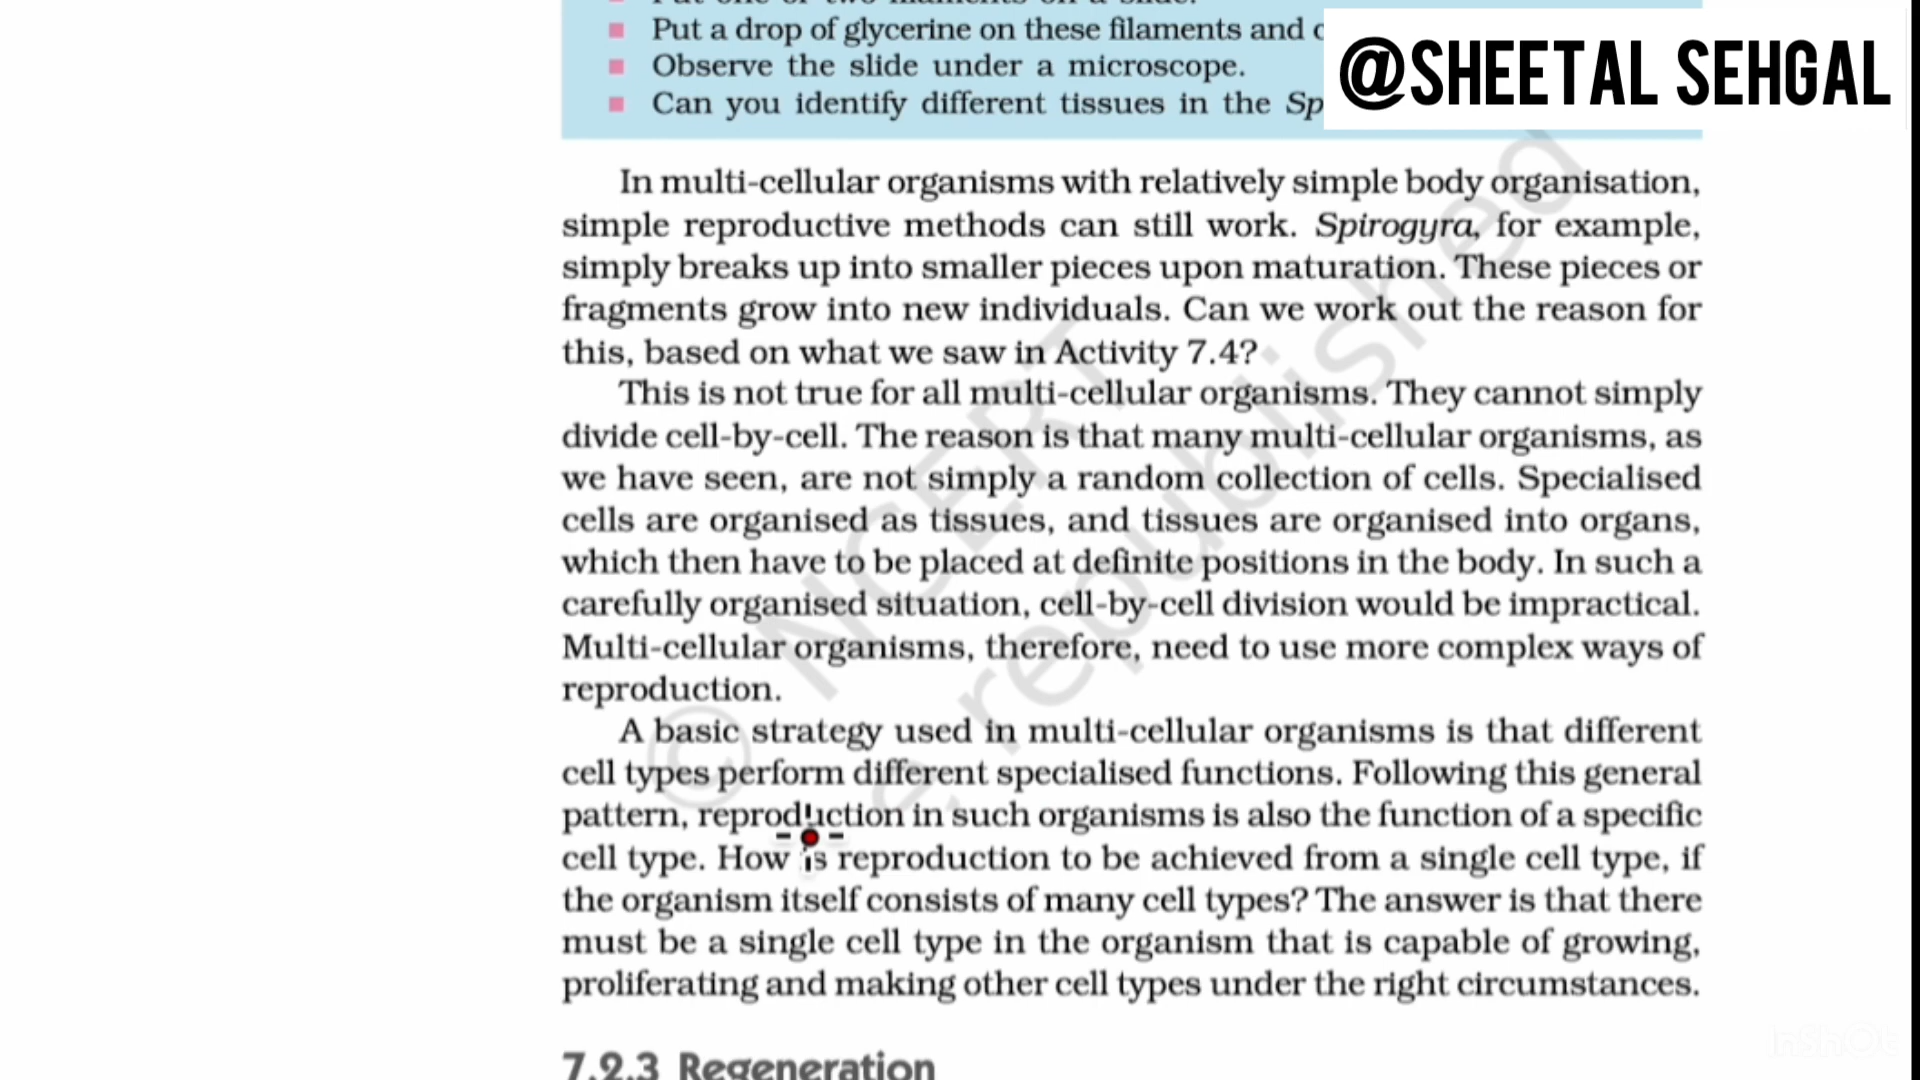 Put a drop of glycerine on these filaments and
@SHEETAL SEHGAL
Observe the slide under a microscope.
Can you identify different tissues in the Sp
In multi-cellular organisms with relatively simple body organisation,
simple reproductive methods can still work. Spirogyra, for example,
simply breaks up into smaller pieces upon maturation. These pieces or
fragments grow into new individuals. Can we work out the reason for
this, based on what we saw in Activity 7.4?
This is not true for all multi-cellular organisms. They cannot simply
divide cell-by-cell. The reason is that many multi-cellular organisms, as
we have seen, are not simply a random collection of cells. Specialised
cells are organised as tissues, and tissues are organised into organs,
which then have to be placed at definite positions in the body. In such a
carefully organised situation, cell-by-cell division would be impractical.
Multi-cellular organisms, therefore, need to use more complex ways of
reproduction.
A basic strategy used in multi-cellular organisms is that different
cell types perform different specialised functions. Following this general
pattern, reproduction in such organisms is also the function of a specific
cell type. How is reproduction to be achieved from a single cell type, if
the organism itself consists of many cell types? The answer is that there
must be a single cell type in the organism that is capable of growing,
proliferating and making other cell types under the right circumstances.
7.2.3 Regeneration
© NCERT
republished
InShOt